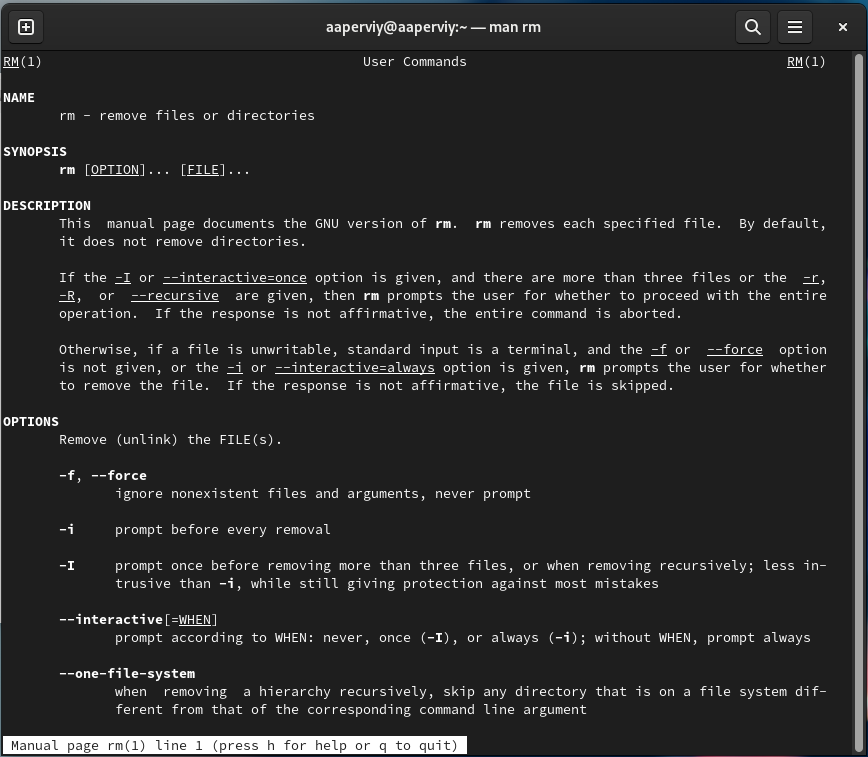 aaperviy@aaperviy:~ — man rm
RM(1) User Commands RM(1)
NAME
rm - remove files or directories
SYNOPSIS
rm [OPTION]... [FILE]...
DESCRIPTION
This manual page documents the GNU version of rm. rm removes each specified file. By default,
it does not remove directories.
If the -I or --interactive=once option is given, and there are more than three files or the -r,
-R, or --recursive are given, then rm prompts the user for whether to proceed with the entire
operation. If the response is not affirmative, the entire command is aborted.
Otherwise, if a file is unwritable, standard input is a terminal, and the -f or --force option
is not given, or the -i or --interactive=always option is given, rm prompts the user for whether
to remove the file. If the response is not affirmative, the file is skipped.
OPTIONS
Remove (unlink) the FILE(s).
-f, --force
ignore nonexistent files and arguments, never prompt
-i prompt before every removal
-I prompt once before removing more than three files, or when removing recursively; less in-
trusive than -i, while still giving protection against most mistakes
--interactive[=WHEN]
prompt according to WHEN: never, once (-I), or always (-i); without WHEN, prompt always
--one-file-system
when removing a hierarchy recursively, skip any directory that is on a file system dif-
ferent from that of the corresponding command line argument
Manual page rm(1) line 1 (press h for help or q to quit)